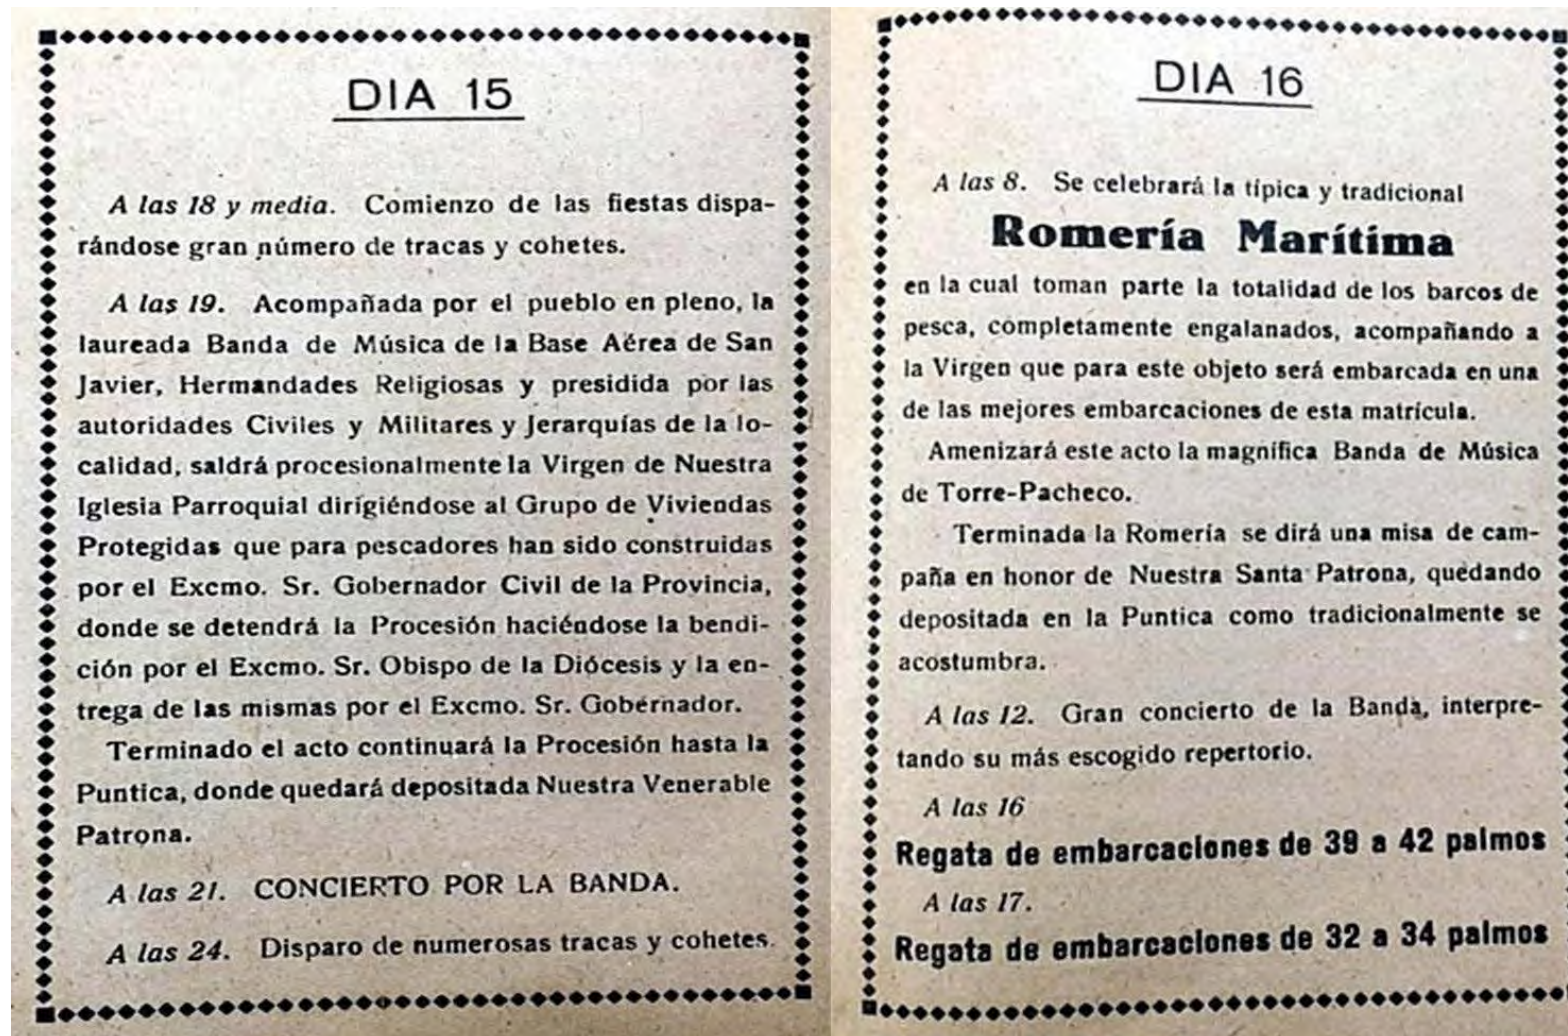 DIA 15
A las 18 y media. Comienzo de las fiestas dispa-
rándose gran número de tracas y cohetes.
A las 19. Acompañada por el pueblo en pleno, la
laureada Banda de Música de la Base Aérea de San
Javier, Hermandades Religiosas y presidida por las
autoridades Civiles y Militares y Jerarquías de la lo-
calidad, saldrá procesionalmente la Virgen de Nuestra
Iglesia Parroquial dirigiéndose al Grupo de Viviendas
Protegidas que para pescadores han sido construidas
por el Excmo. Sr. Gobernador Civil de la Provincia,
donde se detendrá la Procesión haciéndose la bendi-
ción por el Excmo. Sr. Obispo de la Diócesis y la en-
trega de las mismas por el Excmo. Sr. Gobernador.
Terminado el acto continuará la Procesión hasta la
Puntica, donde quedará depositada Nuestra Venerable
Patrona.
A las 21. CONCIERTO POR LA BANDA.
A las 24. Disparo de numerosas tracas y cohetes.
DIA 16
A las 8. Se celebrará la típica y tradicional
Romería Marítima
en la cual toman parte la totalidad de los barcos de
pesca, completamente engalanados, acompañando a
la Virgen que para este objeto será embarcada en una
de las mejores embarcaciones de esta matrícula.
Amenizará este acto la magnífica Banda de Música
de Torre-Pacheco.
Terminada la Romería se dirá una misa de cam-
paña en honor de Nuestra Santa Patrona, quedando
depositada en la Puntica como tradicionalmente se
acostumbra.
A las 12. Gran concierto de la Banda, interpre-
tando su más escogido repertorio.
A las 16
Regata de embarcaciones de 39 a 42 palmos
A las 17.
Regata de embarcaciones de 32 a 34 palmos